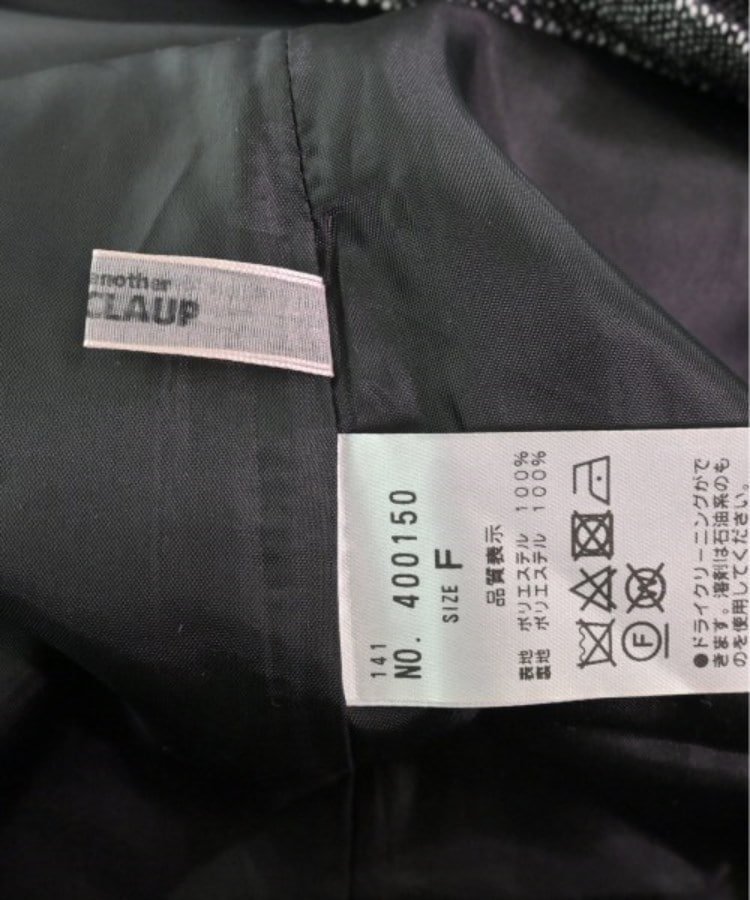 another
CLAUP
141
NO. 400150
SIZE F
品質表示
表地 ポリエステル 100%
裏地 ポリエステル 100%
F W
●ドライクリーニングがで
きます。溶剤は石油系のも
のを使用してください。